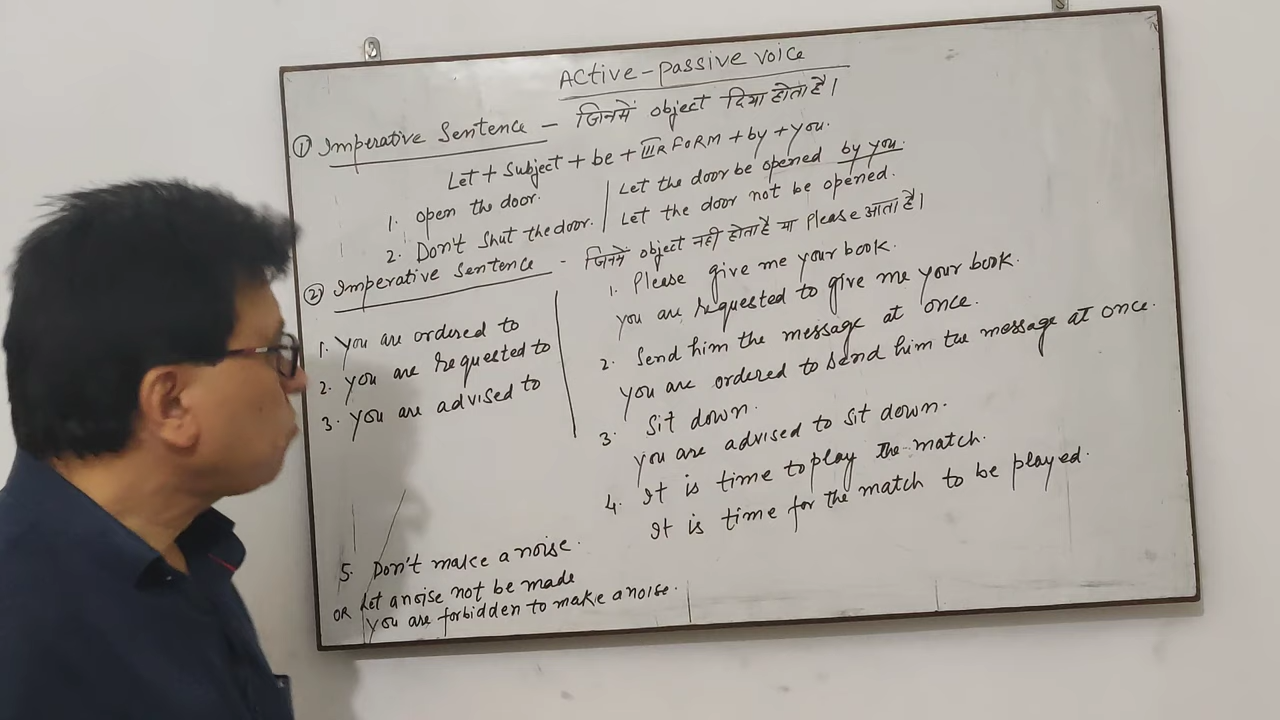 Active-Passive Voice
① Imperative Sentence - जिनमें object दिया होता है।
Let + Subject + be + IIIR FORM + by + you.
1. open the door.
Let the door be opened by you.
2. Don't shut the door.
Let the door not be opened.
② Imperative Sentence - जिनमें object नही होता है या Please आता है।
1. You are ordered to
2. You are requested to
3. You are advised to
1. Please give me your book.
you are requested to give me your book.
2. Send him the message at once.
you are ordered to send him the message at once.
3. Sit down.
you are advised to sit down.
4. It is time to play the match.
It is time for the match to be played.
5. Don't make a noise.
OR Let a noise not be made
you are forbidden to make a noise.